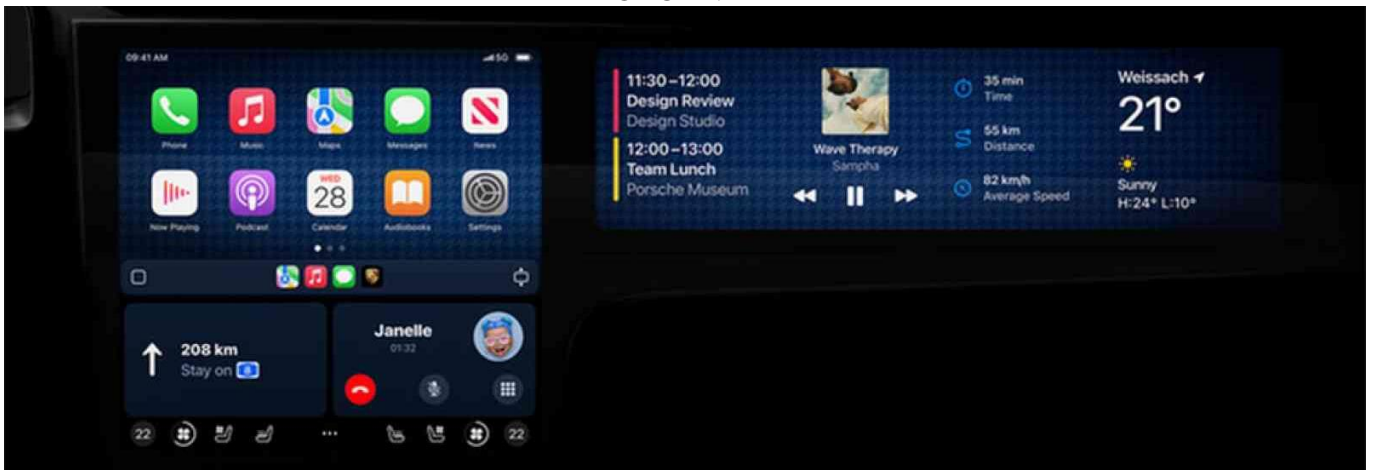 09:41 AM
5G
Phone
Music
Maps
Messages
News
WED
28
Now Playing
Podcast
Calendar
Audiobooks
Settings
208 km
Stay on 8
Janelle
01:32
22
22
11:30–12:00
Design Review
Design Studio
12:00–13:00
Team Lunch
Porsche Museum
Wave Therapy
Sampha
35 min
Time
55 km
Distance
82 km/h
Average Speed
Weissach
21°
Sunny
H:24° L:10°